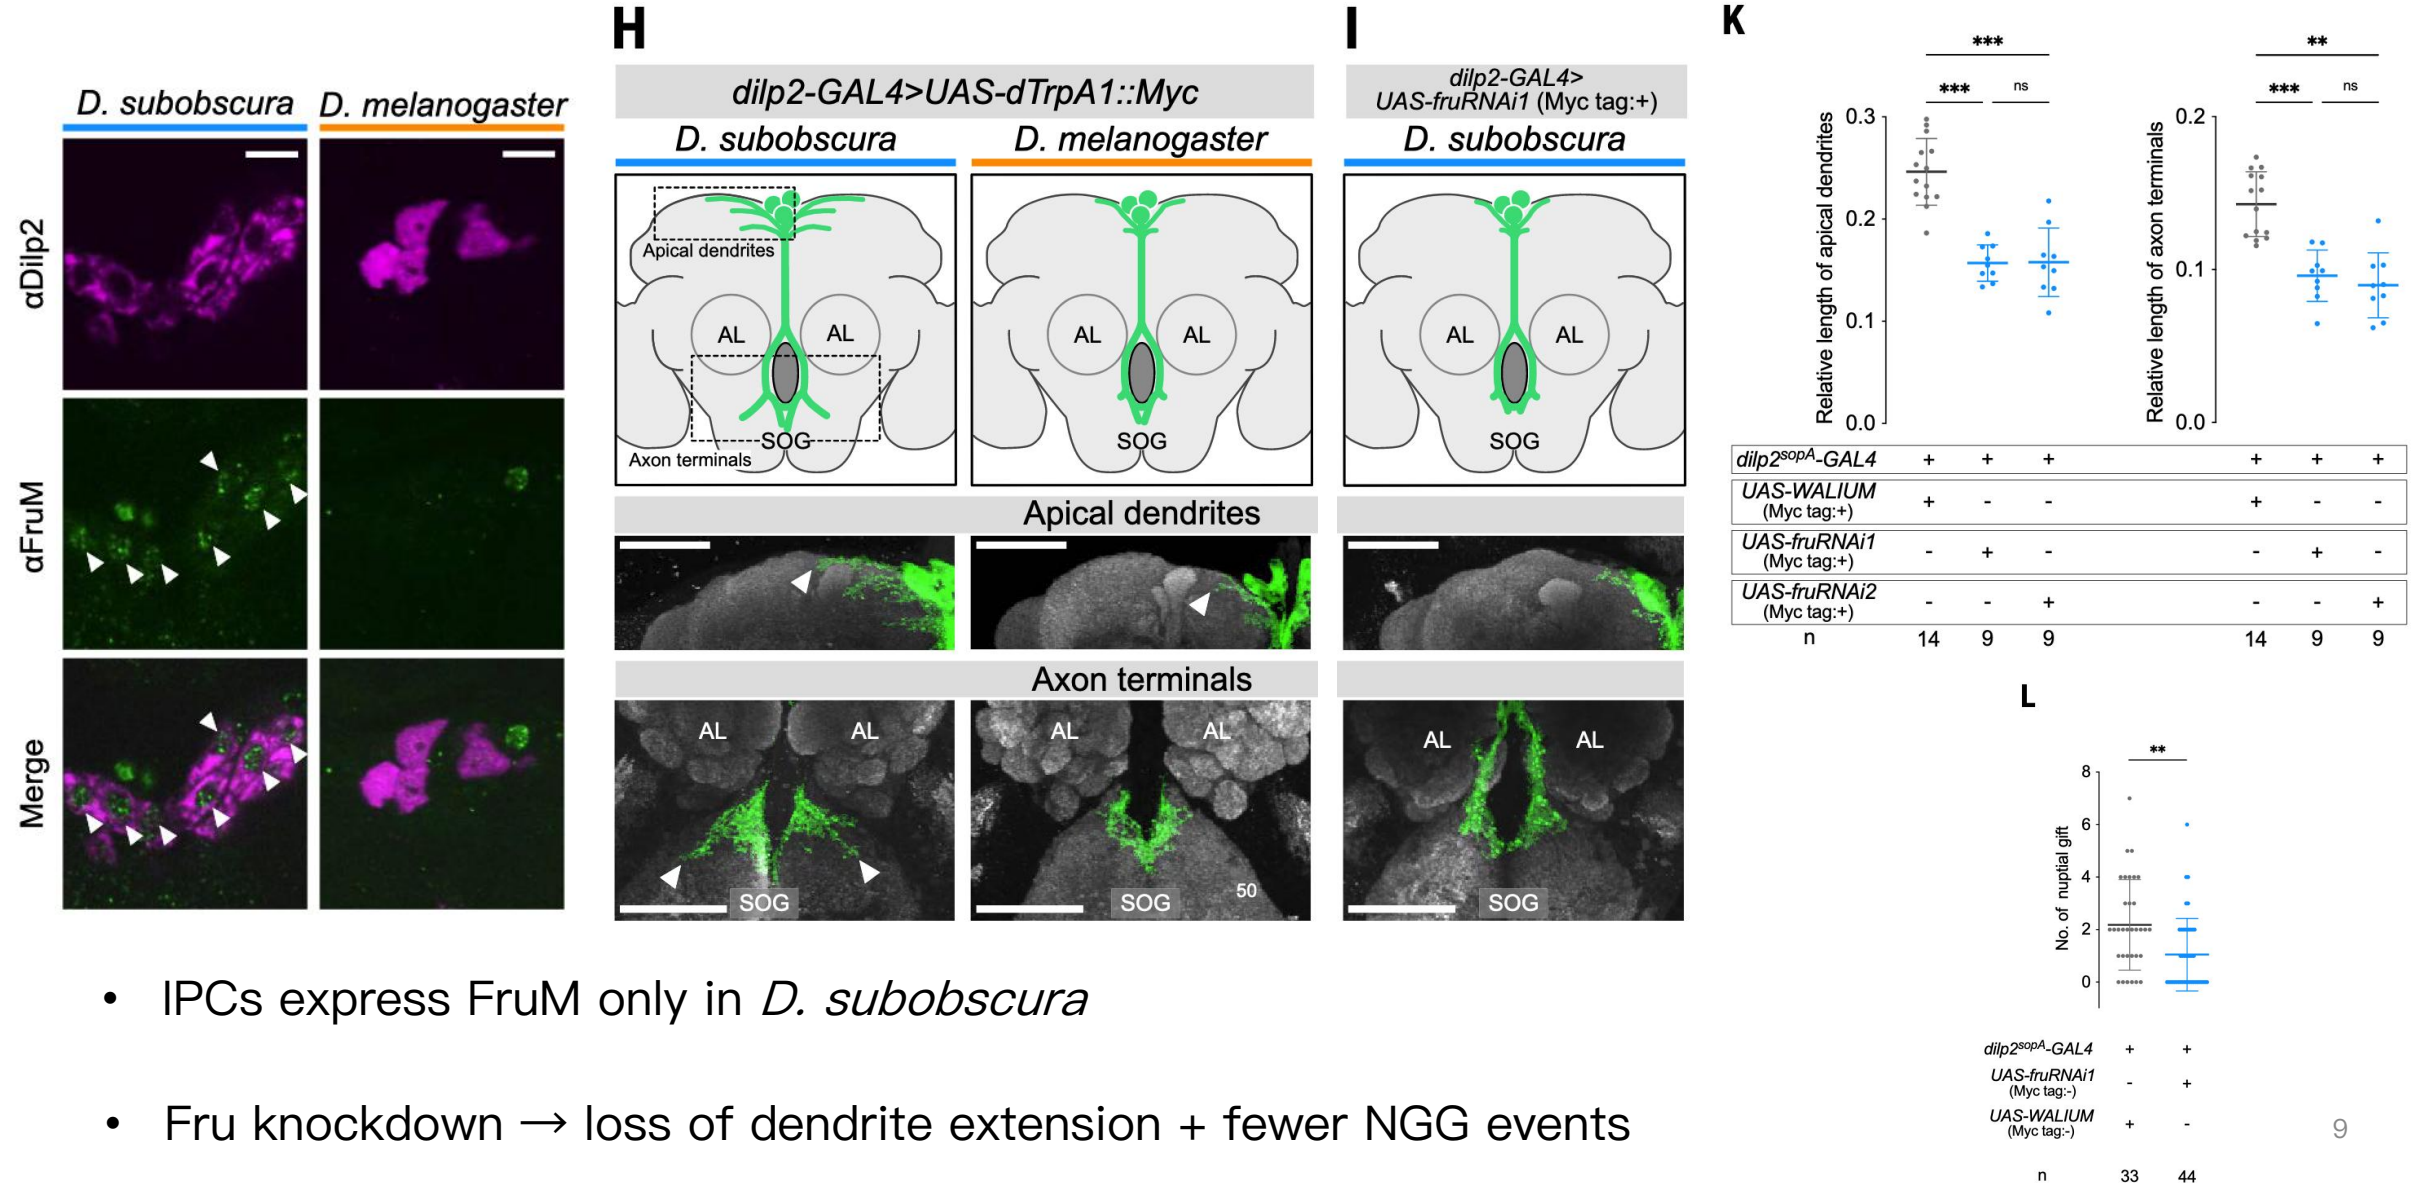 D. subobscura
D. melanogaster
αDilp2
αFruM
Merge
H
dilp2-GAL4>UAS-dTrpA1::Myc
D. subobscura
D. melanogaster
Apical dendrites
AL
AL
SOG
Axon terminals
AL
AL
SOG
Apical dendrites
Axon terminals
AL
AL
SOG
AL
AL
SOG
50
I
dilp2-GAL4>
UAS-fruRNAi1 (Myc tag:+)
D. subobscura
AL
AL
SOG
AL
AL
SOG
K
***
***
ns
Relative length of apical dendrites
0.3
0.2
0.1
0.0
**
***
ns
Relative length of axon terminals
0.2
0.1
0.0
dilp2sopA-GAL4 + + + + + +
UAS-WALIUM
(Myc tag:+) + - - + - -
UAS-fruRNAi1
(Myc tag:+) - + - - + -
UAS-fruRNAi2
(Myc tag:+) - - + - - +
n 14 9 9 14 9 9
L
**
No. of nuptial gift
8
6
4
2
0
dilp2sopA-GAL4 + +
UAS-fruRNAi1
(Myc tag:-) - +
UAS-WALIUM
(Myc tag:-) + -
n 33 44
• IPCs express FruM only in D. subobscura
• Fru knockdown → loss of dendrite extension + fewer NGG events
9